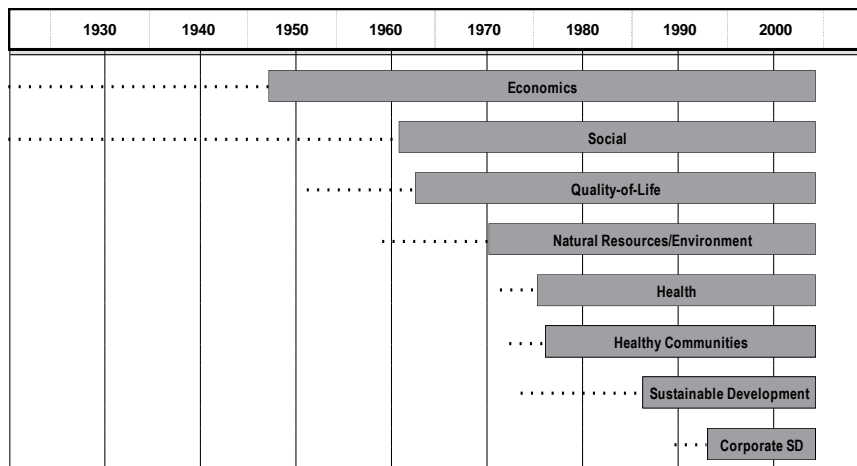 1930 1940 1950 1960 1970 1980 1990 2000
Economics
Social
Quality-of-Life
Natural Resources/Environment
Health
Healthy Communities
Sustainable Development
Corporate SD